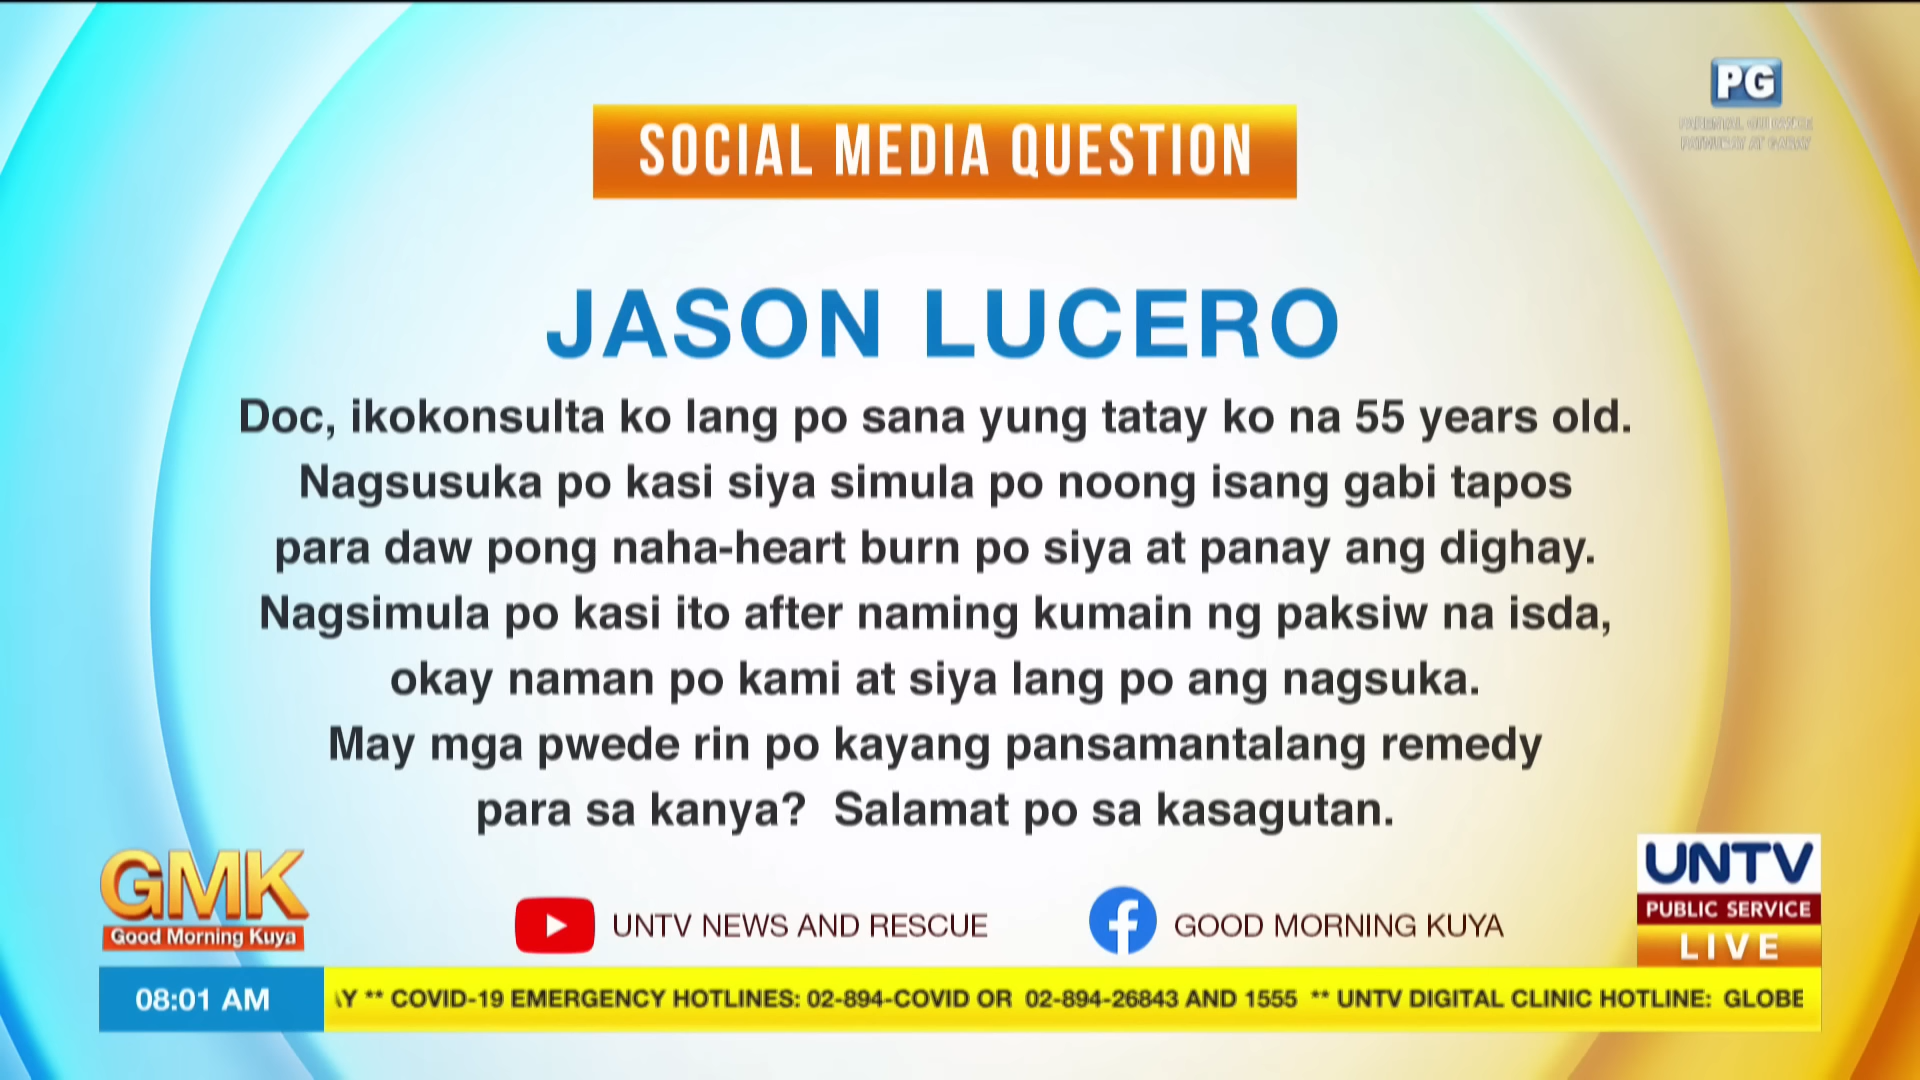 PG
PARENTAL GUIDANCE
PATNUBAY AT GABAY
SOCIAL MEDIA QUESTION
JASON LUCERO
Doc, ikokonsulta ko lang po sana yung tatay ko na 55 years old.
Nagsusuka po kasi siya simula po noong isang gabi tapos
para daw pong naha-heart burn po siya at panay ang dighay.
Nagsimula po kasi ito after naming kumain ng paksiw na isda,
okay naman po kami at siya lang po ang nagsuka.
May mga pwede rin po kayang pansamantalang remedy
para sa kanya? Salamat po sa kasagutan.
GMK
Good Morning Kuya
UNTV NEWS AND RESCUE
GOOD MORNING KUYA
UNTV
PUBLIC SERVICE
LIVE
08:01 AM
Y ** COVID-19 EMERGENCY HOTLINES: 02-894-COVID OR 02-894-26843 AND 1555 ** UNTV DIGITAL CLINIC HOTLINE: GLOBE